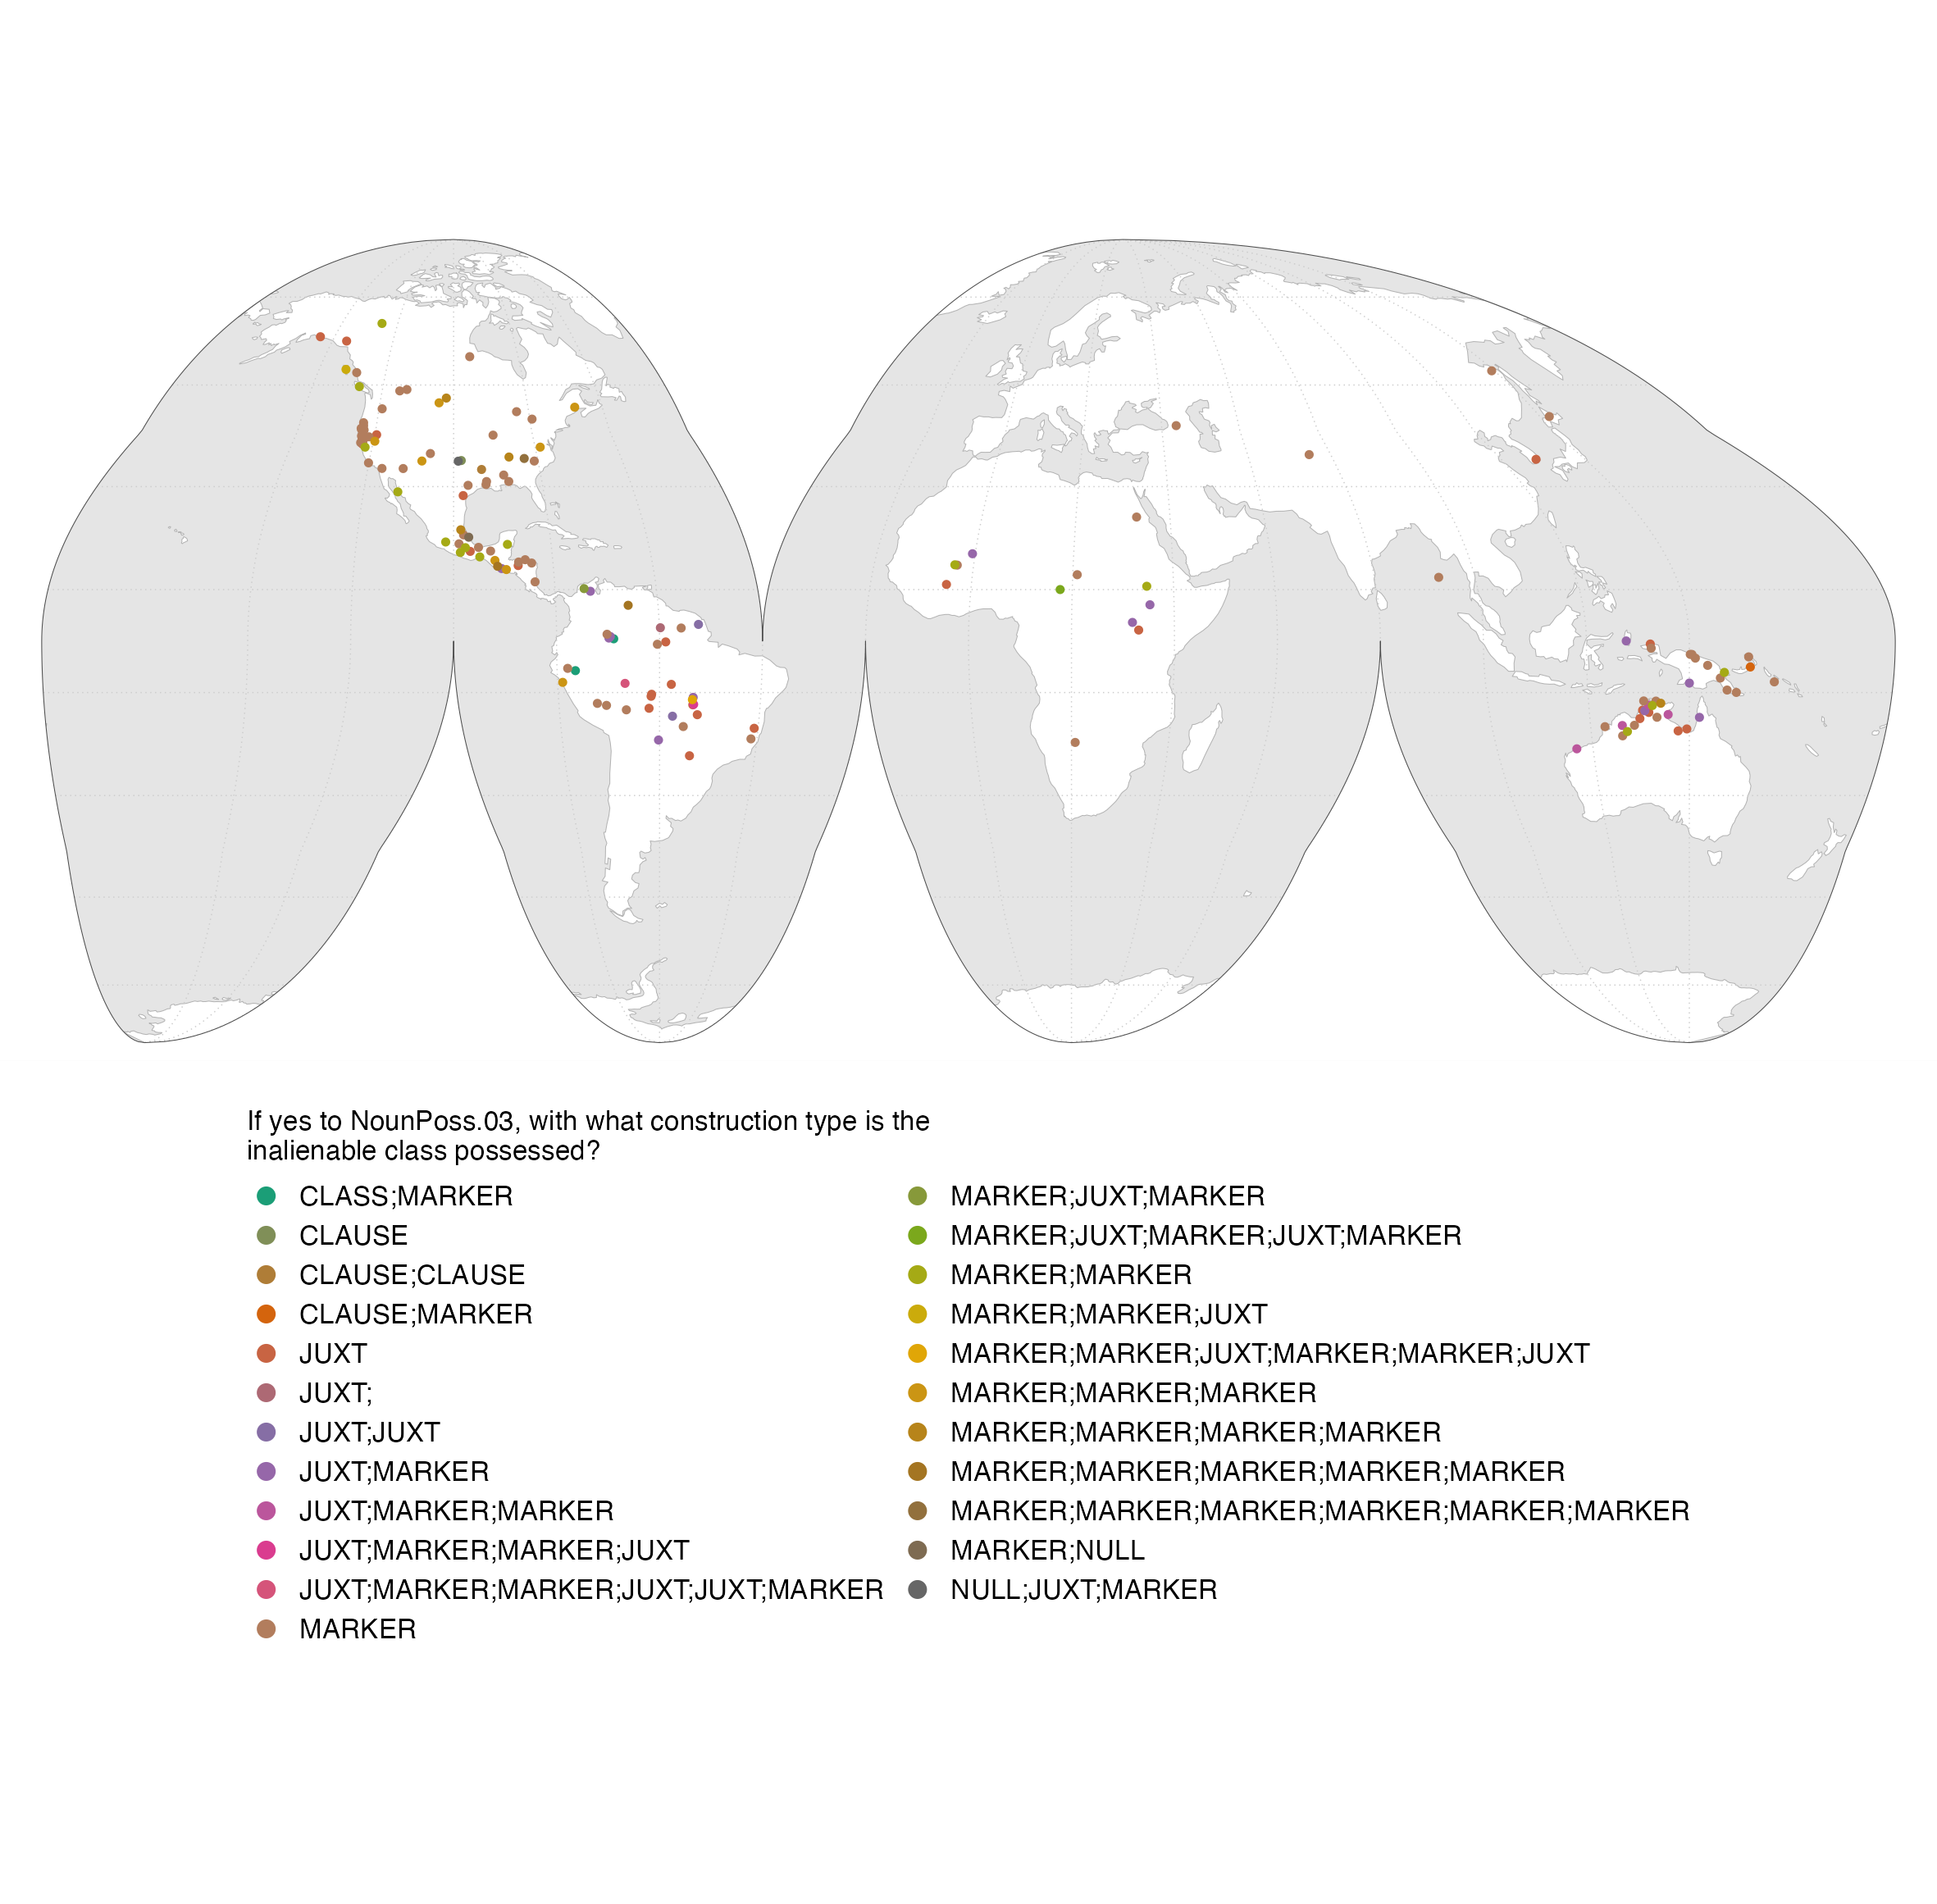 If yes to NounPoss.03, with what construction type is the
inalienable class possessed?
CLASS;MARKER
CLAUSE
CLAUSE;CLAUSE
CLAUSE;MARKER
JUXT
JUXT;
JUXT;JUXT
JUXT;MARKER
JUXT;MARKER;MARKER
JUXT;MARKER;MARKER;JUXT
JUXT;MARKER;MARKER;JUXT;JUXT;MARKER
MARKER
MARKER;JUXT;MARKER
MARKER;JUXT;MARKER;JUXT;MARKER
MARKER;MARKER
MARKER;MARKER;JUXT
MARKER;MARKER;JUXT;MARKER;MARKER;JUXT
MARKER;MARKER;MARKER
MARKER;MARKER;MARKER;MARKER
MARKER;MARKER;MARKER;MARKER;MARKER
MARKER;MARKER;MARKER;MARKER;MARKER;MARKER
MARKER;NULL
NULL;JUXT;MARKER